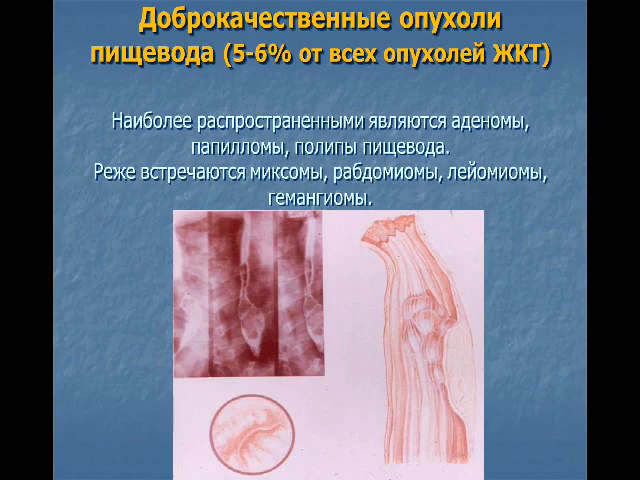 Доброкачественные опухоли
пищевода (5-6% от всех опухолей ЖКТ)
Наиболее распространенными являются аденомы,
папилломы, полипы пищевода.
Реже встречаются миксомы, рабдомиомы, лейомиомы,
гемангиомы.